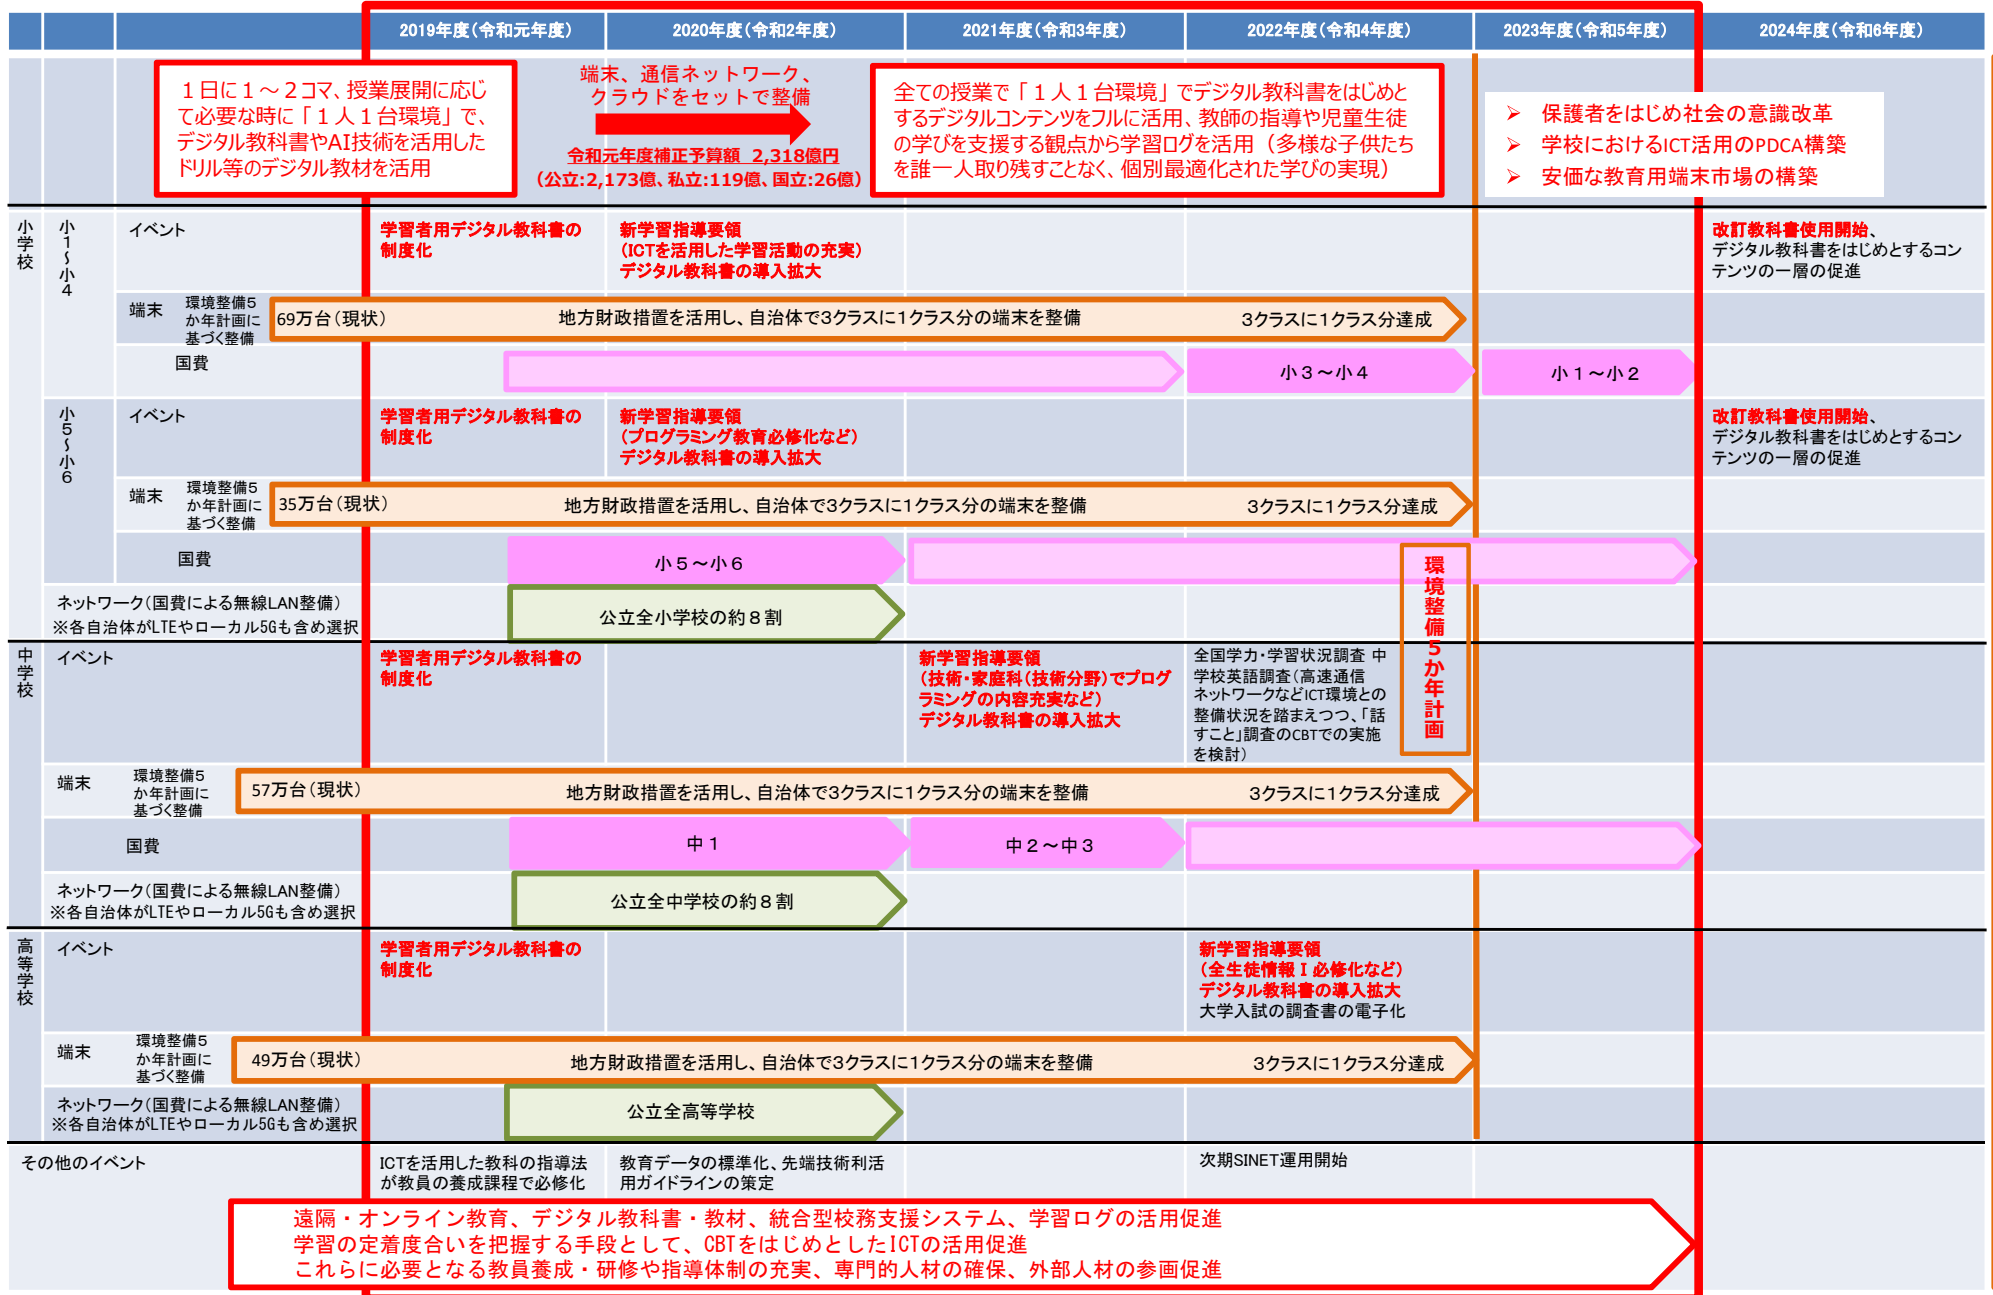 2019年度(令和元年度)
2020年度(令和2年度)
2021年度(令和3年度)
2022年度(令和4年度)
2023年度(令和5年度)
2024年度(令和6年度)
1日に1～2コマ、授業展開に応じ
て必要な時に「1人1台環境」で、
デジタル教科書やAI技術を活用した
ドリル等のデジタル教材を活用
端末、通信ネットワーク、
クラウドをセットで整備
令和元年度補正予算額 2,318億円
(公立:2,173億、私立:119億、国立:26億)
全ての授業で「1人1台環境」でデジタル教科書をはじめと
するデジタルコンテンツをフルに活用、教師の指導や児童生徒
の学びを支援する観点から学習ログを活用(多様な子供たち
を誰一人取り残すことなく、個別最適化された学びの実現)
➢ 保護者をはじめ社会の意識改革
➢ 学校におけるICT活用のPDCA構築
➢ 安価な教育用端末市場の構築
小学校
小1～小4
イベント
学習者用デジタル教科書の
制度化
新学習指導要領
(ICTを活用した学習活動の充実)
デジタル教科書の導入拡大
改訂教科書使用開始、
デジタル教科書をはじめとするコン
テンツの一層の促進
端末
環境整備5
か年計画に
基づく整備
69万台(現状)
地方財政措置を活用し、自治体で3クラスに1クラス分の端末を整備
3クラスに1クラス分達成
国費
小3～小4
小1～小2
小5～小6
イベント
学習者用デジタル教科書の
制度化
新学習指導要領
(プログラミング教育必修化など)
デジタル教科書の導入拡大
改訂教科書使用開始、
デジタル教科書をはじめとするコン
テンツの一層の促進
端末
環境整備5
か年計画に
基づく整備
35万台(現状)
地方財政措置を活用し、自治体で3クラスに1クラス分の端末を整備
3クラスに1クラス分達成
国費
小5～小6
環境整備5か年計画
ネットワーク(国費による無線LAN整備)
※各自治体がLTEやローカル5Gも含め選択
公立全小学校の約8割
中学校
イベント
学習者用デジタル教科書の
制度化
新学習指導要領
(技術・家庭科(技術分野)でプログ
ラミングの内容充実など)
デジタル教科書の導入拡大
全国学力・学習状況調査 中
学校英語調査(高速通信
ネットワークなどICT環境との
整備状況を踏まえつつ、「話
すこと」調査のCBTでの実施
を検討)
端末
環境整備5
か年計画に
基づく整備
57万台(現状)
地方財政措置を活用し、自治体で3クラスに1クラス分の端末を整備
3クラスに1クラス分達成
国費
中1
中2～中3
ネットワーク(国費による無線LAN整備)
※各自治体がLTEやローカル5Gも含め選択
公立全中学校の約8割
高等学校
イベント
学習者用デジタル教科書の
制度化
新学習指導要領
(全生徒情報Ⅰ必修化など)
デジタル教科書の導入拡大
大学入試の調査書の電子化
端末
環境整備5
か年計画に
基づく整備
49万台(現状)
地方財政措置を活用し、自治体で3クラスに1クラス分の端末を整備
3クラスに1クラス分達成
ネットワーク(国費による無線LAN整備)
※各自治体がLTEやローカル5Gも含め選択
公立全高等学校
その他のイベント
ICTを活用した教科の指導法
が教員の養成課程で必修化
教育データの標準化、先端技術利活
用ガイドラインの策定
次期SINET運用開始
遠隔・オンライン教育、デジタル教科書・教材、統合型校務支援システム、学習ログの活用促進
学習の定着度合いを把握する手段として、CBTをはじめとしたICTの活用促進
これらに必要となる教員養成・研修や指導体制の充実、専門的人材の確保、外部人材の参画促進